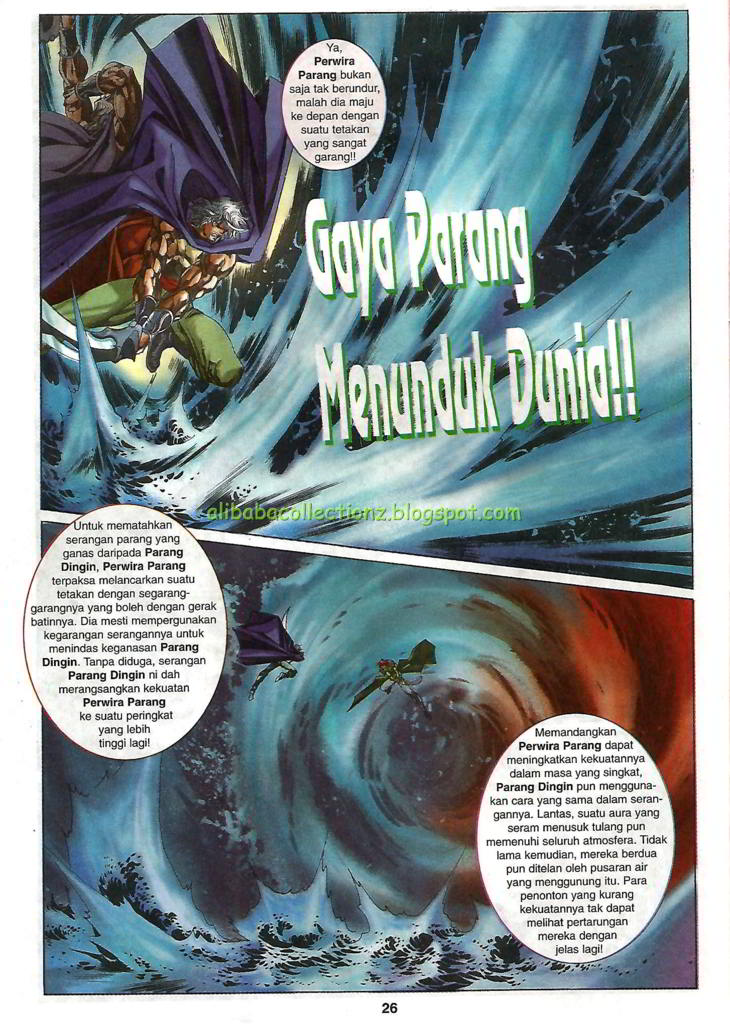 Ya,
Perwira
Parang bukan
saja tak berundur,
malah dia maju
ke depan dengan
suatu tetakan
yang sangat
garang!!
Gaya Parang
Menunduk Dunia!!
alibabacollectionz.blogspot.com
Untuk mematahkan
serangan parang yang
ganas daripada Parang
Dingin, Perwira Parang
terpaksa melancarkan suatu
tetakan dengan segarang-
garangnya yang boleh dengan gerak
batinnya. Dia mesti mempergunakan
kegarangan serangannya untuk
menindas keganasan Parang
Dingin. Tanpa diduga, serangan
Parang Dingin ni dah
merangsangkan kekuatan
Perwira Parang
ke suatu peringkat
yang lebih
tinggi lagi!
Memandangkan
Perwira Parang dapat
meningkatkan kekuatannya
dalam masa yang singkat,
Parang Dingin pun mengguna-
kan cara yang sama dalam seran-
gannya. Lantas, suatu aura yang
seram menusuk tulang pun
memenuhi seluruh atmosfera. Tidak
lama kemudian, mereka berdua
pun ditelan oleh pusaran air
yang menggunung itu. Para
penonton yang kurang
kekuatannya tak dapat
melihat pertarungan
mereka dengan
jelas lagi!
26